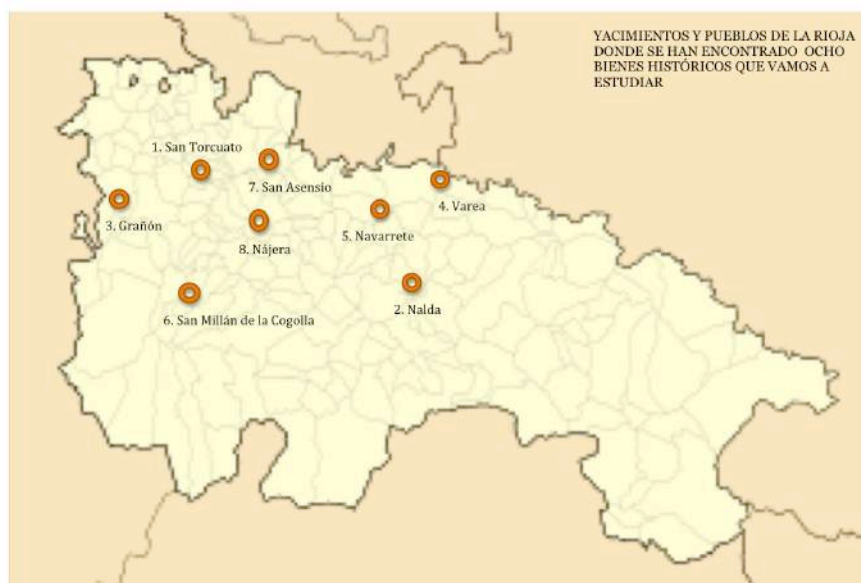 YACIMIENTOS Y PUEBLOS DE LA RIOJA
DONDE SE HAN ENCONTRADO OCHO
BIENES HISTÓRICOS QUE VAMOS A
ESTUDIAR
1. San Torcuato
7. San Asensio
4. Varea
3. Grañón
5. Navarrete
8. Nájera
2. Nalda
6. San Millán de la Cogolla